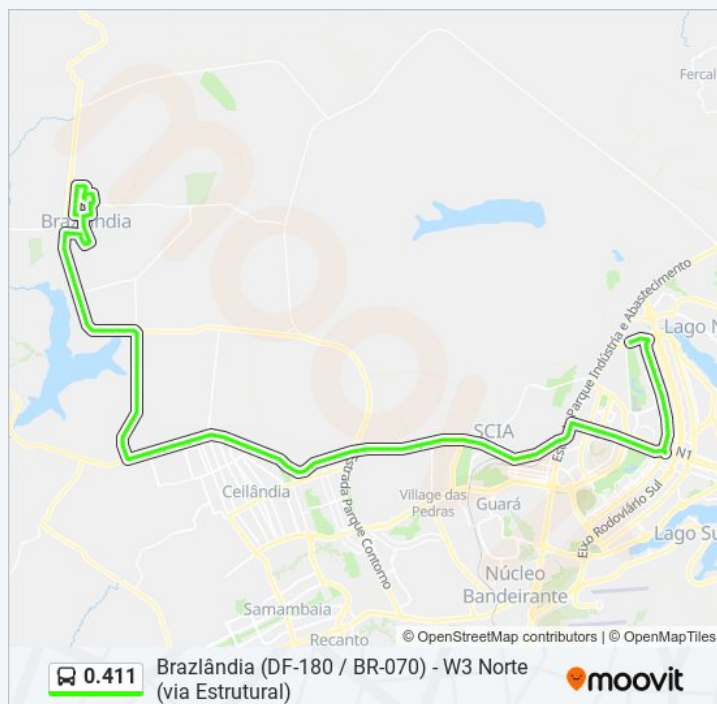 Fercal
Brazlândia
Estrada Parque Indústria e Abastecimento
Lago N
SCIA
N1
Ceilândia
Estrada Parque Contorno
Village das
Pedras
Guará
Eixo Rodoviário Sul
Lago Su
Núcleo
Bandeirante
Samambaia
Recanto
© OpenStreetMap contributors | © OpenMapTiles
0.411
Brazlândia (DF-180 / BR-070) - W3 Norte
(via Estrutural)
moovit